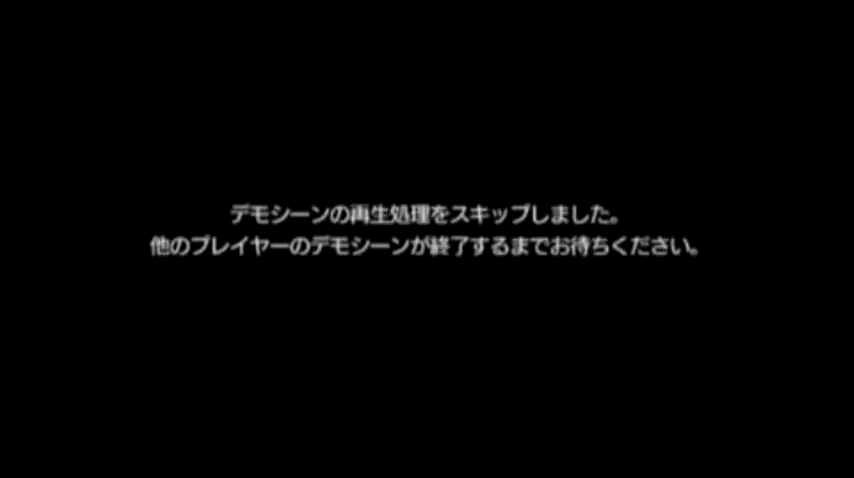 デモシーンの再生処理をスキップしました。
他のプレイヤーのデモシーンが終了するまでお待ちください。